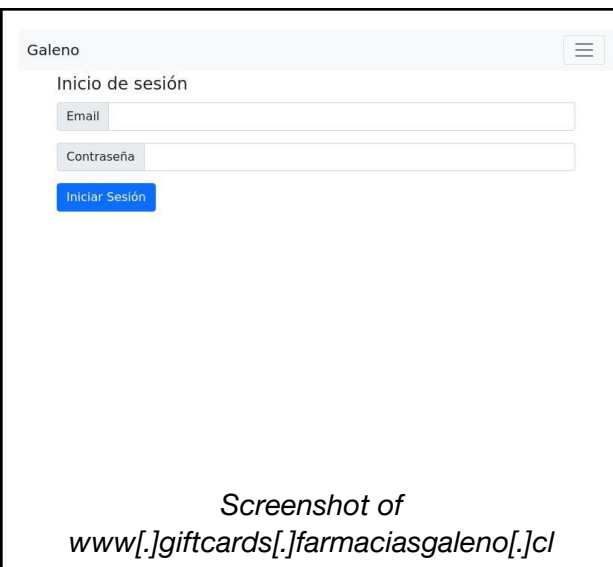 Galeno
Inicio de sesión
Email
Contraseña
Iniciar Sesión
Screenshot of
www[.]giftcards[.]farmaciasgaleno[.]cl